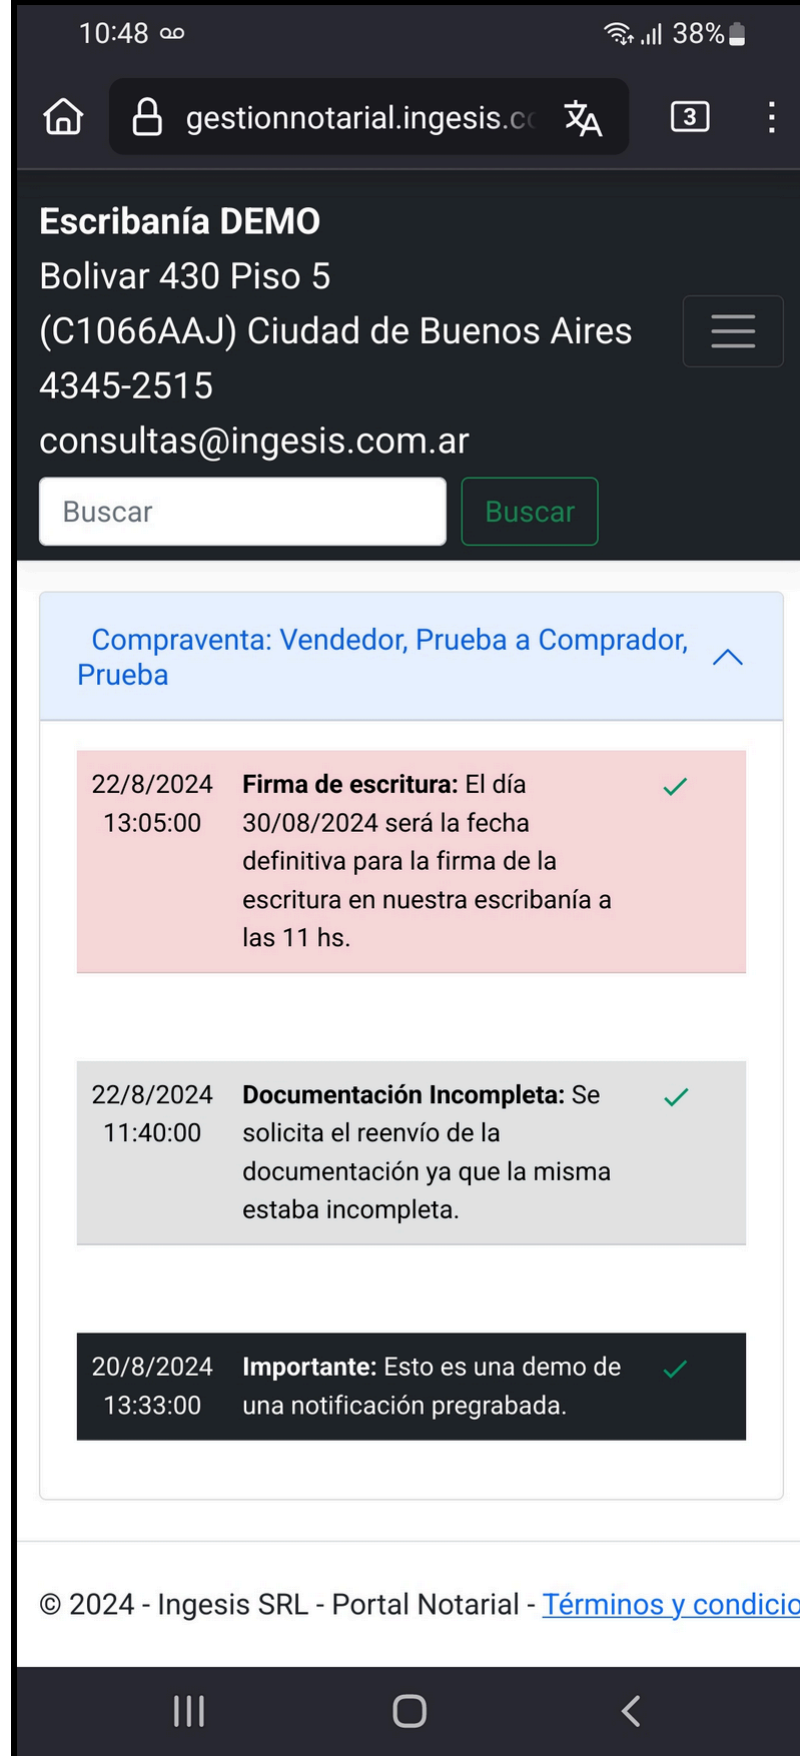 10:48
38%
gestionnotarial.ingesis.c
3
Escribanía DEMO
Bolivar 430 Piso 5
(C1066AAJ) Ciudad de Buenos Aires
4345-2515
consultas@ingesis.com.ar
Buscar
Buscar
Compraventa: Vendedor, Prueba a Comprador,
Prueba
22/8/2024
13:05:00
Firma de escritura: El día
30/08/2024 será la fecha
definitiva para la firma de la
escritura en nuestra escribanía a
las 11 hs.
22/8/2024
11:40:00
Documentación Incompleta: Se
solicita el reenvío de la
documentación ya que la misma
estaba incompleta.
20/8/2024
13:33:00
Importante: Esto es una demo de
una notificación pregrabada.
© 2024 - Ingesis SRL - Portal Notarial - Términos y condicio